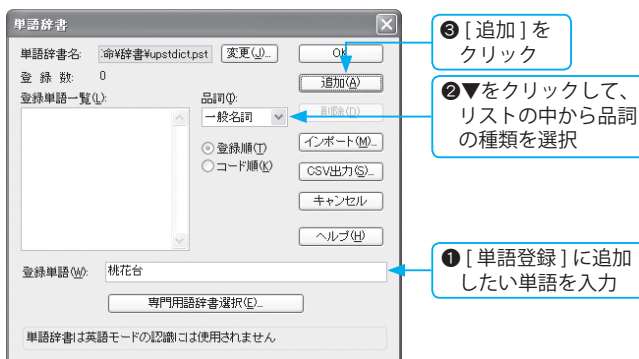 単語辞書
単語辞書名: :命¥辞書¥upstdict.pst 変更(J)... OK
登 録 数: 0 追加(A)
登録単語一覧(L): 品詞(I):
一般名詞 削除(D)
登録順(T) インポート(M)...
コード順(K) CSV出力(S)...
キャンセル
ヘルプ(H)
登録単語(W): 桃花台
専門用語辞書選択(E)...
単語辞書は英語モードの認識には使用されません
❸ [ 追加 ] を
クリック
❷▼をクリックして、
リストの中から品詞
の種類を選択
❶ [ 単語登録 ] に追加
したい単語を入力